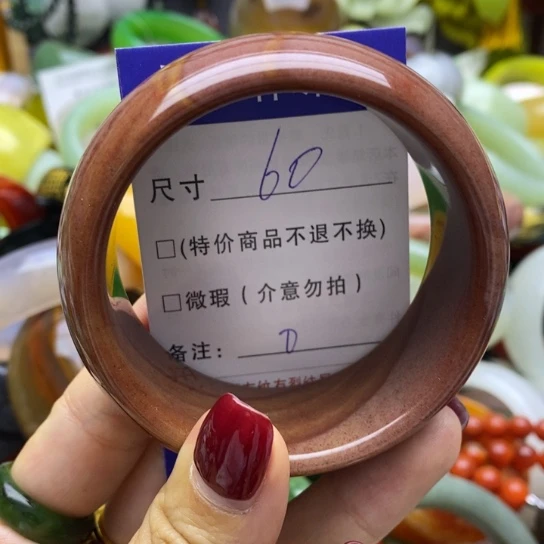 尺寸 60
□(特价商品不退不换)
□微瑕(介意勿拍)
备注: D